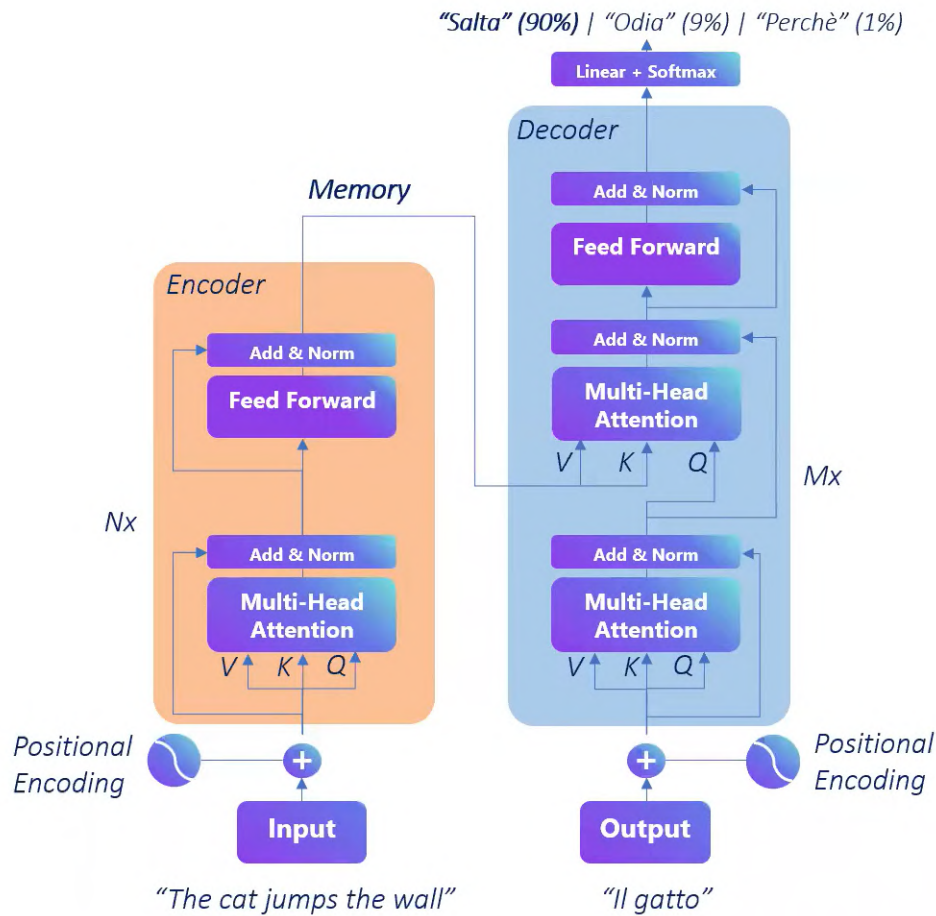 “Salta” (90%) | “Odia” (9%) | “Perchè” (1%)
Linear + Softmax
Decoder
Add & Norm
Feed Forward
Add & Norm
Multi-Head
Attention
V K Q
Mx
Add & Norm
Multi-Head
Attention
V K Q
Memory
Encoder
Add & Norm
Feed Forward
Nx
Add & Norm
Multi-Head
Attention
V K Q
Positional
Encoding
+
Input
“The cat jumps the wall”
+
Positional
Encoding
Output
“Il gatto”